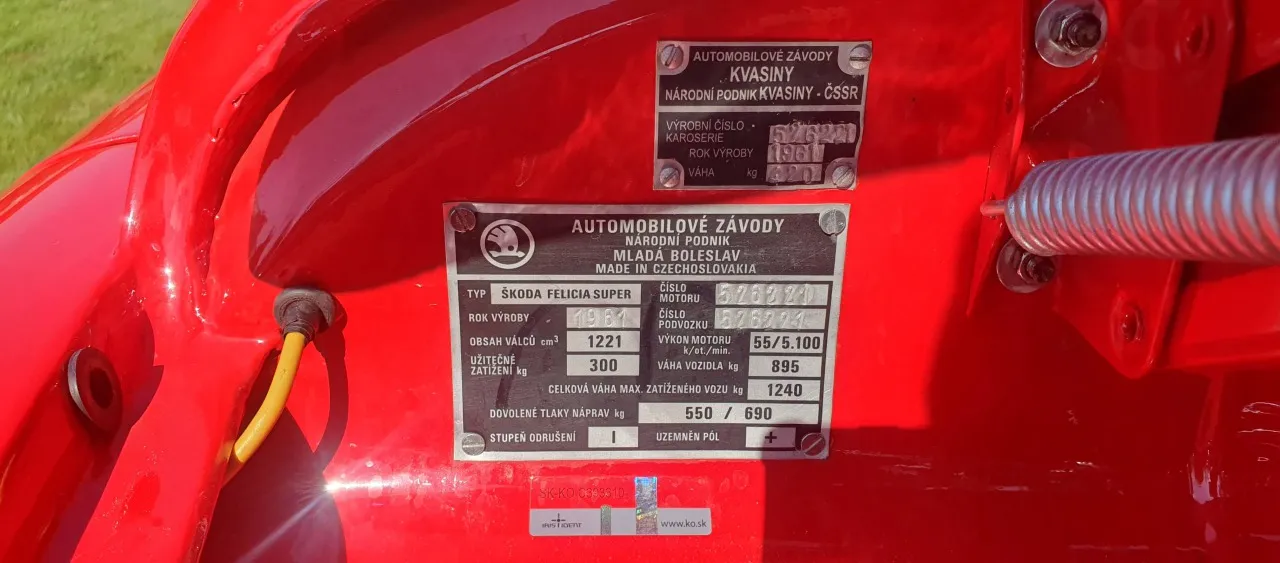 AUTOMOBILOVÉ ZÁVODY
KVASINY
NÁRODNÍ PODNIK KVASINY - ČSSR
VÝROBNÍ ČÍSLO
KAROSERIE
ROK VÝROBY 1961
VÁHA kg
AUTOMOBILOVÉ ZÁVODY
NÁRODNÍ PODNIK
MLADÁ BOLESLAV
MADE IN CZECHOSLOVAKIA
TYP ŠKODA FELICIA SUPER
ROK VÝROBY 1961
OBSAH VÁLCŮ cm³ 1221
UŽITEČNÉ
ZATÍŽENÍ kg 300
ČÍSLO
MOTORU
ČÍSLO
PODVOZKU
VÝKON MOTORU 55/5.100
k/ot./min.
VÁHA VOZIDLA kg 895
CELKOVÁ VÁHA MAX. ZATÍŽENÉHO VOZU kg 1240
DOVOLENÉ TLAKY NÁPRAV kg 550 / 690
STUPEŇ ODRUŠENÍ I UZEMNĚN PÓL +
www.ko.sk